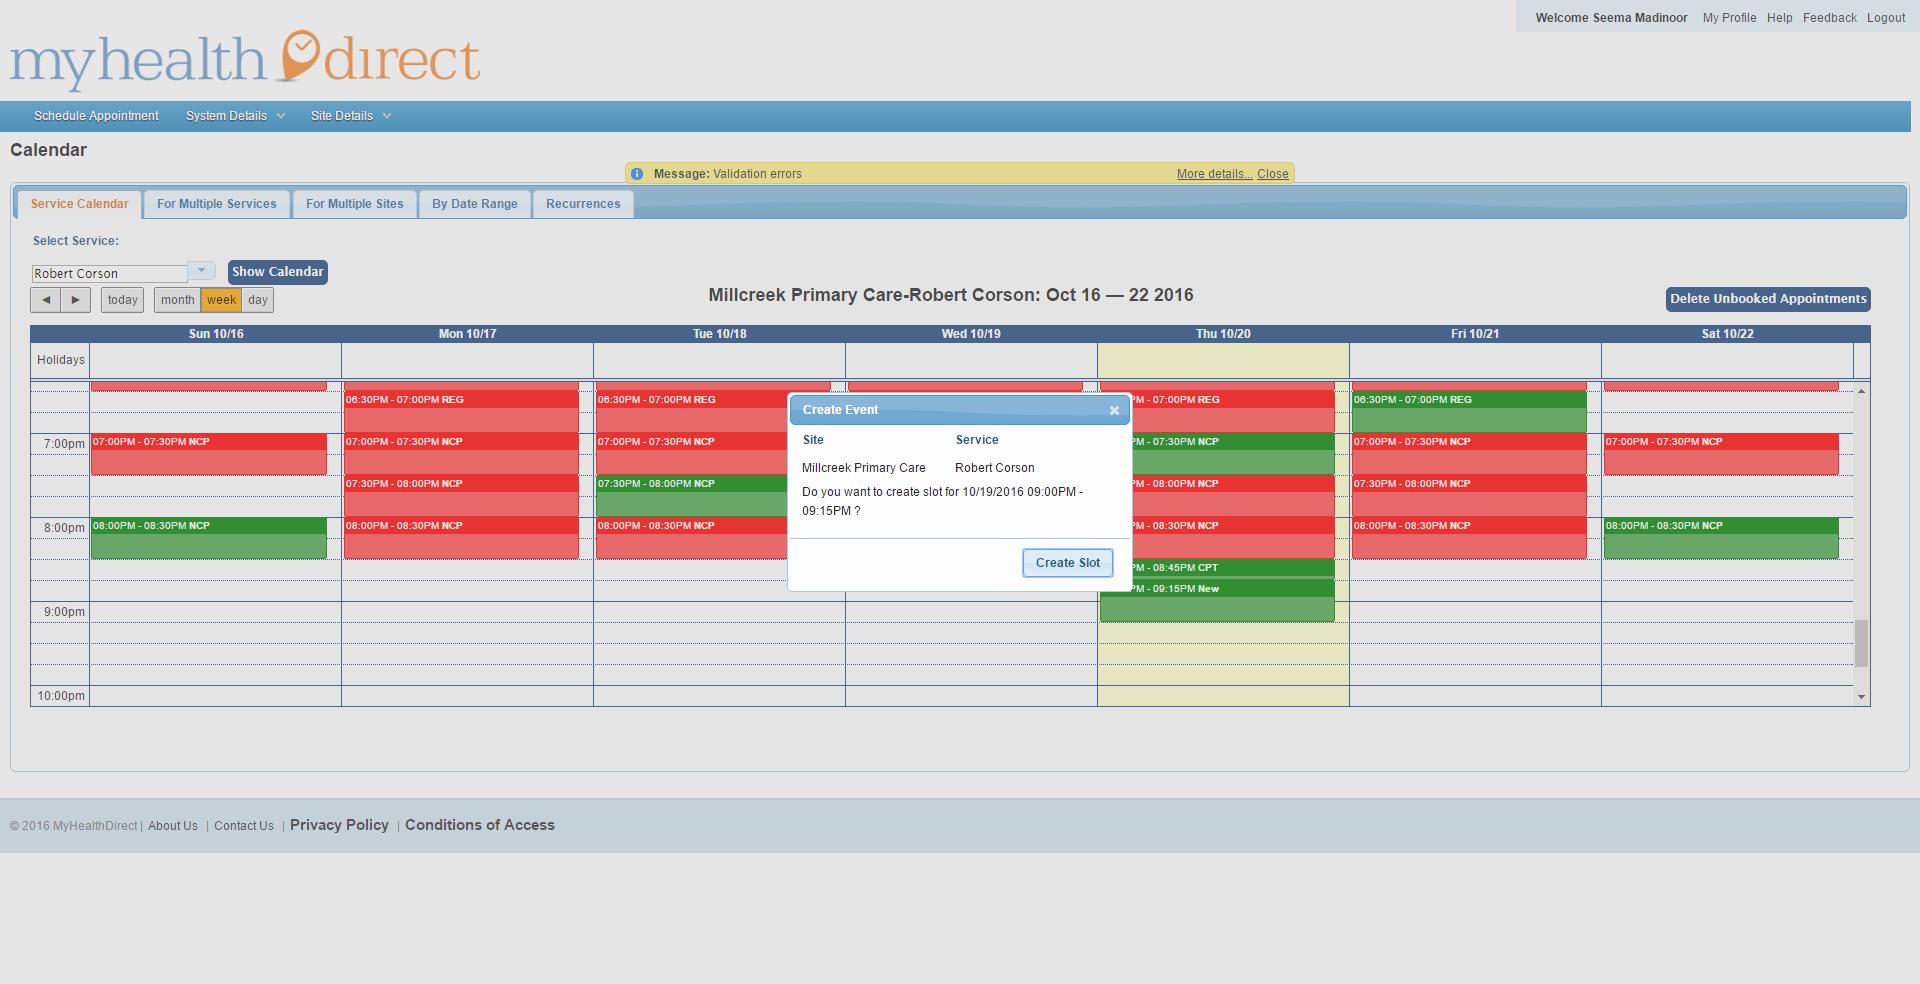 Welcome Seema Madinoor My Profile Help Feedback Logout
myhealth direct
Schedule Appointment System Details Site Details
Calendar
Message: Validation errors More details... Close
Service Calendar For Multiple Services For Multiple Sites By Date Range Recurrences
Select Service:
Robert Corson Show Calendar
◄ ► today month week day Millcreek Primary Care-Robert Corson: Oct 16 — 22 2016 Delete Unbooked Appointments
Sun 10/16 Mon 10/17 Tue 10/18 Wed 10/19 Thu 10/20 Fri 10/21 Sat 10/22
Holidays
06:30PM - 07:00PM REG 06:30PM - 07:00PM REG PM - 07:00PM REG 06:30PM - 07:00PM REG
7:00pm 07:00PM - 07:30PM NCP 07:00PM - 07:30PM NCP 07:00PM - 07:30PM NCP PM - 07:30PM NCP 07:00PM - 07:30PM NCP 07:00PM - 07:30PM NCP
07:30PM - 08:00PM NCP 07:30PM - 08:00PM NCP PM - 08:00PM NCP 07:30PM - 08:00PM NCP
8:00pm 08:00PM - 08:30PM NCP 08:00PM - 08:30PM NCP 08:00PM - 08:30PM NCP PM - 08:30PM NCP 08:00PM - 08:30PM NCP 08:00PM - 08:30PM NCP
PM - 08:45PM CPT
PM - 09:15PM New
9:00pm
10:00pm
Create Event
Site Service
Millcreek Primary Care Robert Corson
Do you want to create slot for 10/19/2016 09:00PM -
09:15PM ?
Create Slot
© 2016 MyHealthDirect | About Us | Contact Us | Privacy Policy | Conditions of Access